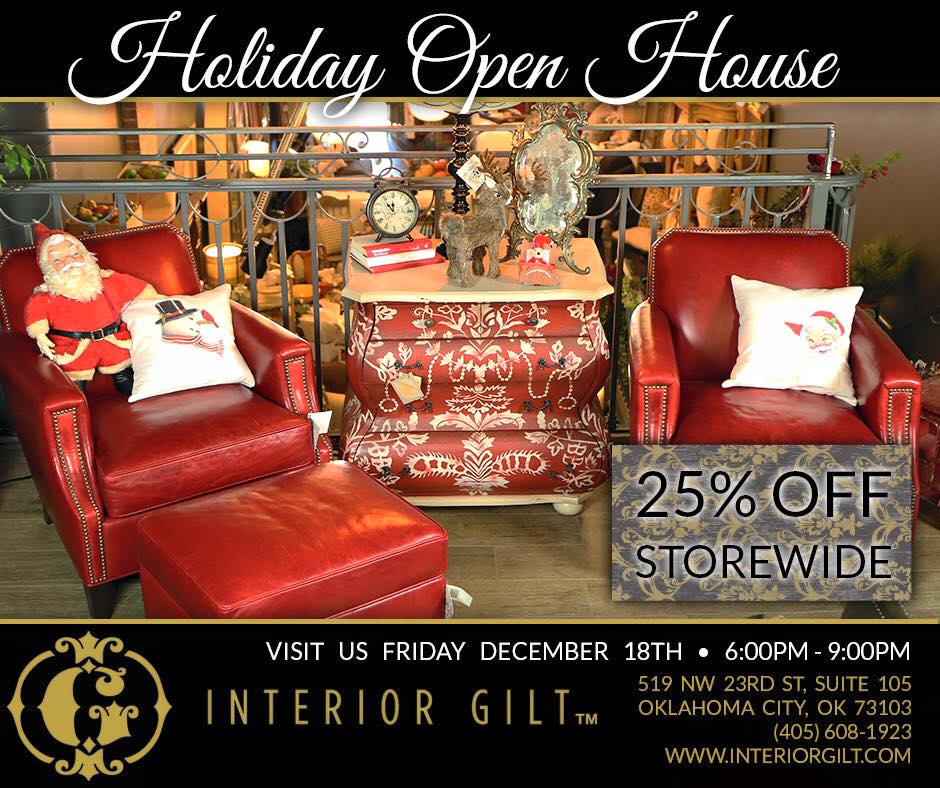 Holiday Open House
25% OFF
STOREWIDE
VISIT US FRIDAY DECEMBER 18TH • 6:00PM - 9:00PM
INTERIOR GILT™
519 NW 23RD ST, SUITE 105
OKLAHOMA CITY, OK 73103
(405) 608-1923
WWW.INTERIORGILT.COM